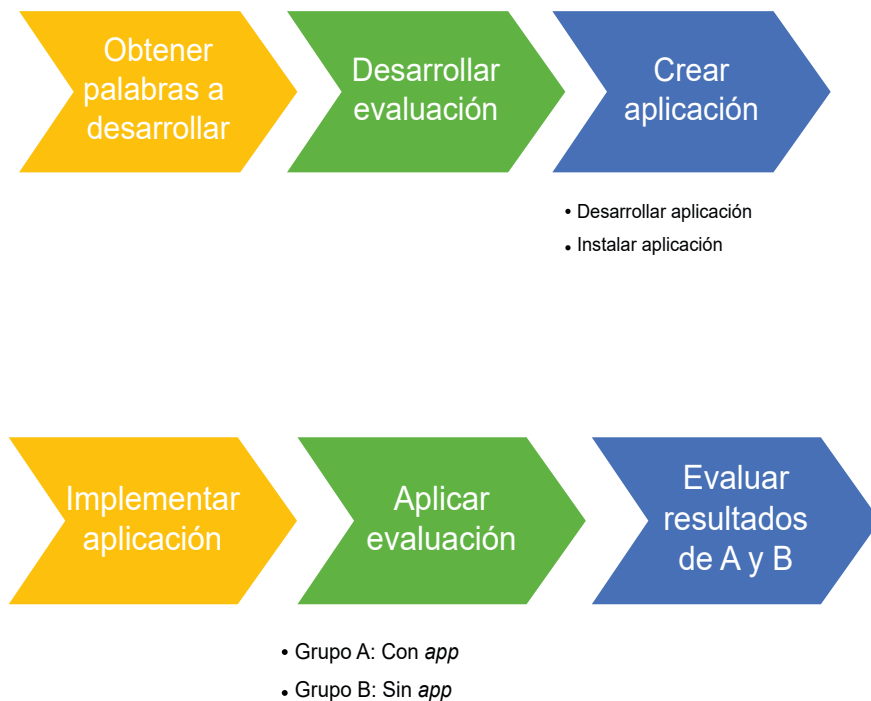 Obtener
palabras a
desarrollar
Desarrollar
evaluación
Crear
aplicación
• Desarrollar aplicación
• Instalar aplicación
Implementar
aplicación
Aplicar
evaluación
Evaluar
resultados
de A y B
• Grupo A: Con app
• Grupo B: Sin app